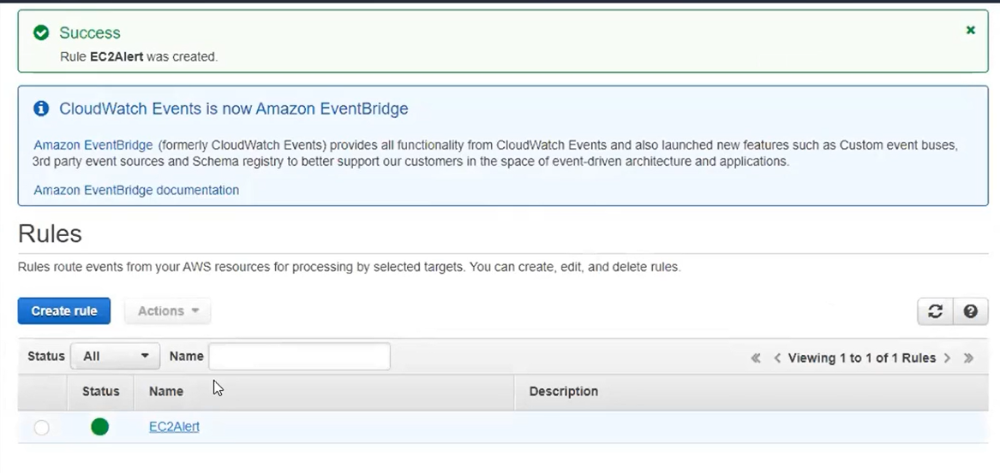 Success
Rule EC2Alert was created.
CloudWatch Events is now Amazon EventBridge
Amazon EventBridge (formerly CloudWatch Events) provides all functionality from CloudWatch Events and also launched new features such as Custom event buses,
3rd party event sources and Schema registry to better support our customers in the space of event-driven architecture and applications.
Amazon EventBridge documentation
Rules
Rules route events from your AWS resources for processing by selected targets. You can create, edit, and delete rules.
Create rule Actions
Status All Name Viewing 1 to 1 of 1 Rules
Status Name Description
EC2Alert